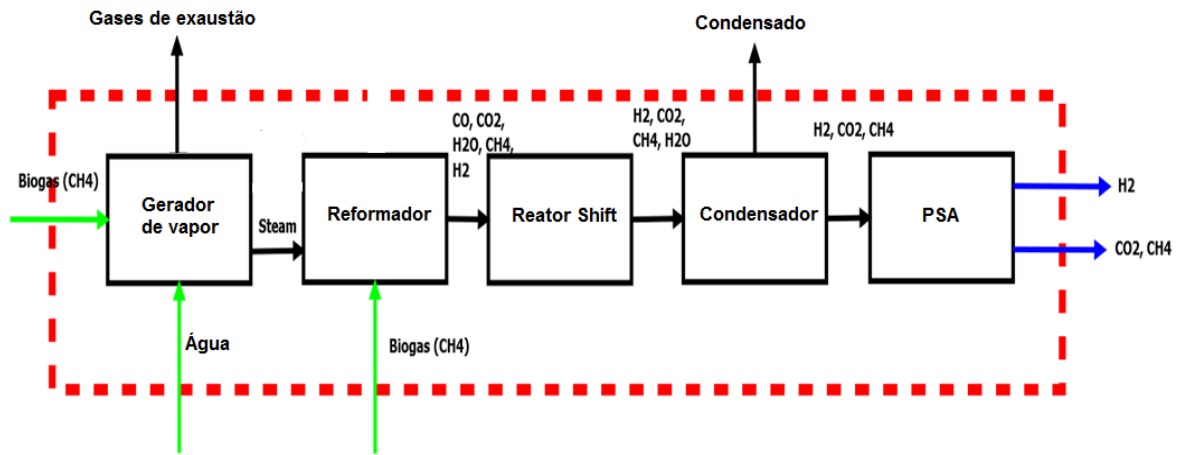 Gases de exaustão
Condensado
CO, CO2,
H2O, CH4,
H2
H2, CO2,
CH4, H2O
H2, CO2, CH4
Biogas (CH4)
Gerador
de vapor
Steam
Reformador
Reator Shift
Condensador
PSA
H2
CO2, CH4
Água
Biogas (CH4)